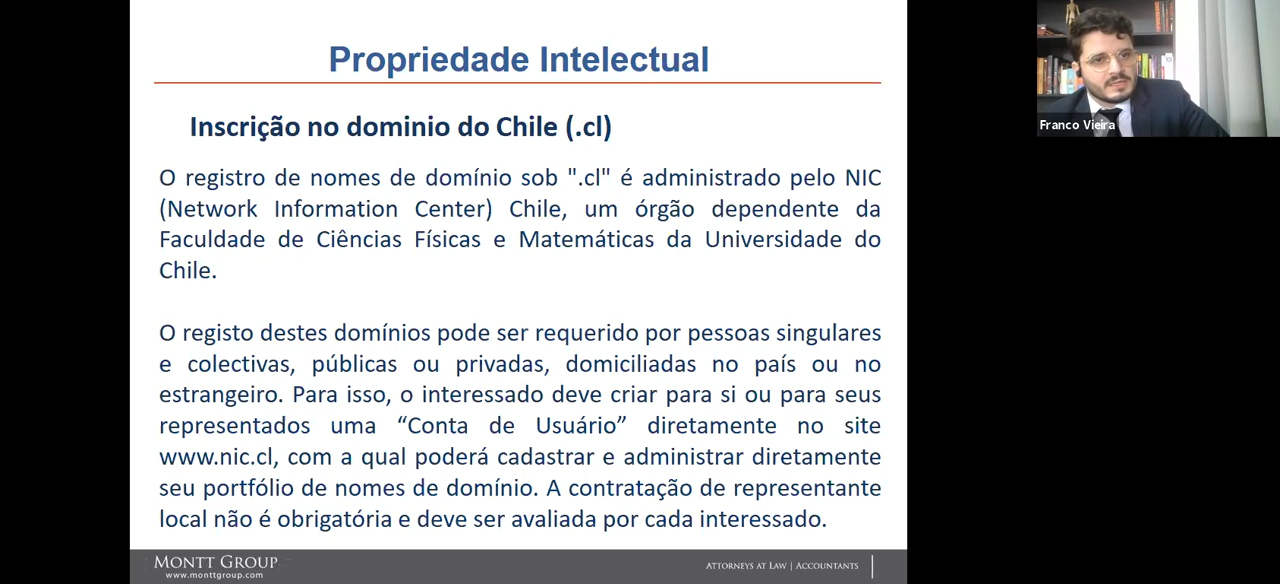 Propriedade Intelectual
Inscrição no dominio do Chile (.cl)
O registro de nomes de domínio sob ".cl" é administrado pelo NIC
(Network Information Center) Chile, um órgão dependente da
Faculdade de Ciências Físicas e Matemáticas da Universidade do
Chile.
O registo destes domínios pode ser requerido por pessoas singulares
e colectivas, públicas ou privadas, domiciliadas no país ou no
estrangeiro. Para isso, o interessado deve criar para si ou para seus
representados uma “Conta de Usuário” diretamente no site
www.nic.cl, com a qual poderá cadastrar e administrar diretamente
seu portfólio de nomes de domínio. A contratação de representante
local não é obrigatória e deve ser avaliada por cada interessado.
MONTT GROUP
www.monttgroup.com
ATTORNEYS AT LAW | ACCOUNTANTS
Franco Vieira